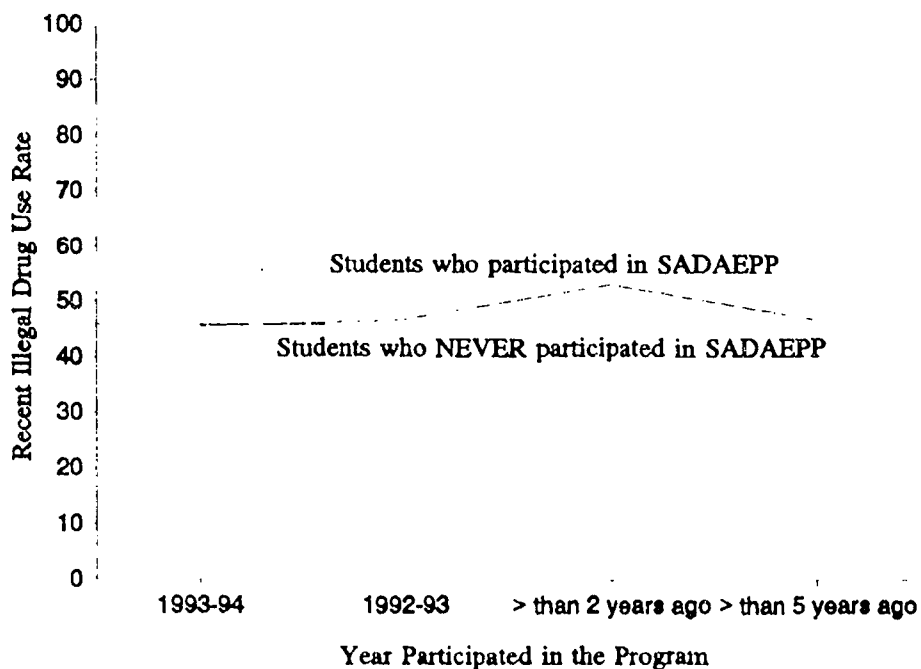 100
90
80
70
60
50
40
30
20
10
0
Recent Illegal Drug Use Rate
Students who participated in SADAEPP
Students who NEVER participated in SADAEPP
1993-94 1992-93 > than 2 years ago > than 5 years ago
Year Participated in the Program